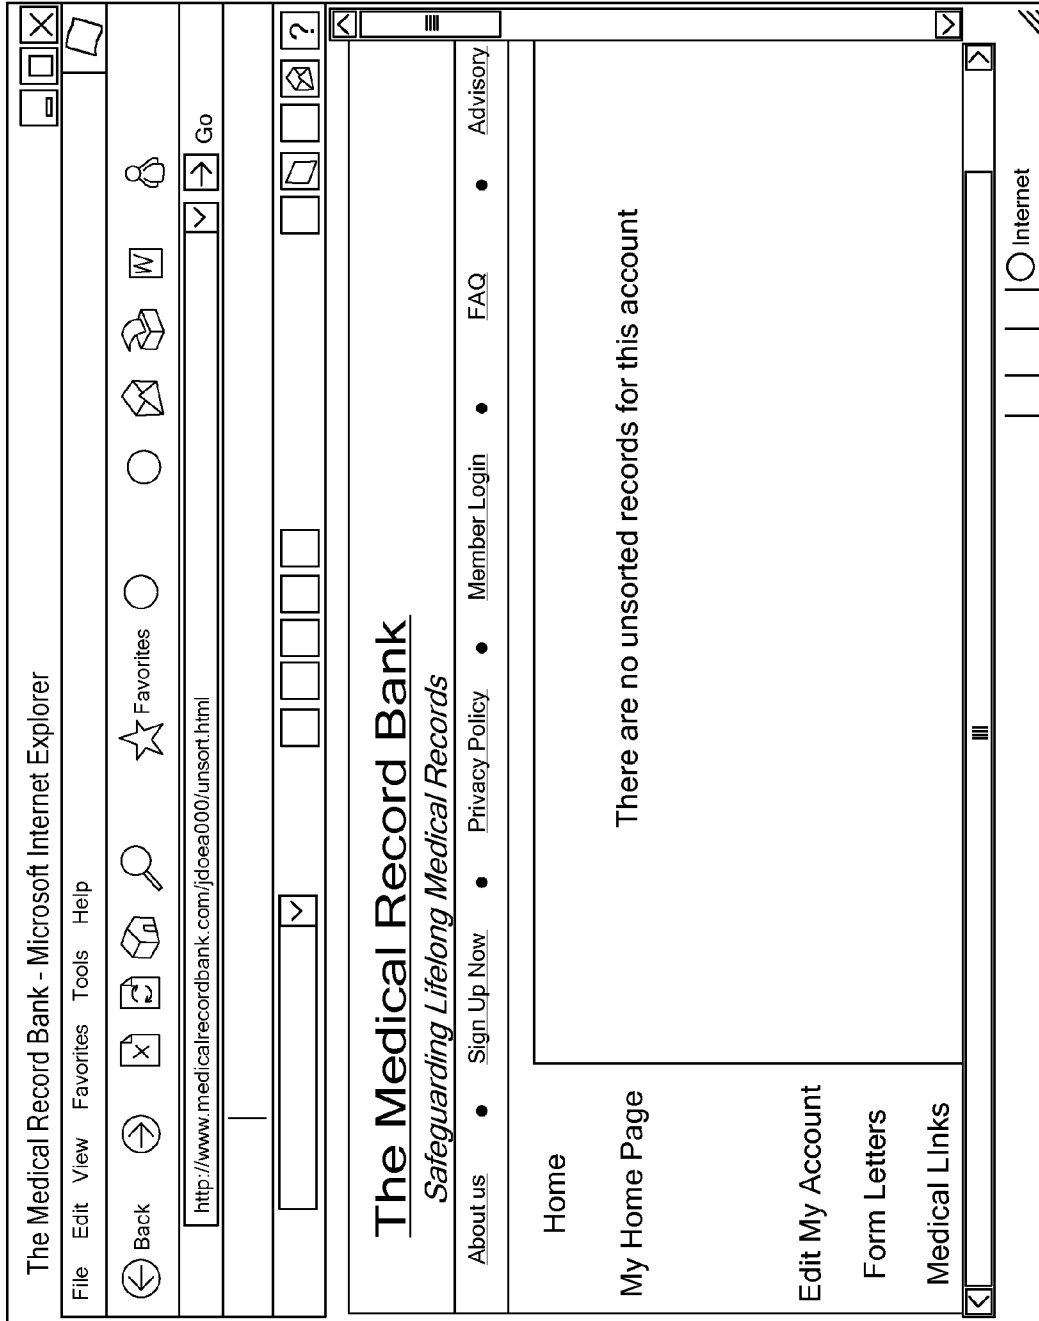 The Medical Record Bank - Microsoft Internet Explorer
File Edit View Favorites Tools Help
Back Favorites W
http://www.medicalrecordbank.com/jdoea000/unsort.html Go
?
The Medical Record Bank
Safeguarding Lifelong Medical Records
About us • Sign Up Now • Privacy Policy • Member Login • FAQ • Advisory
Home
My Home Page
There are no unsorted records for this account
Edit My Account
Form Letters
Medical LInks
Internet